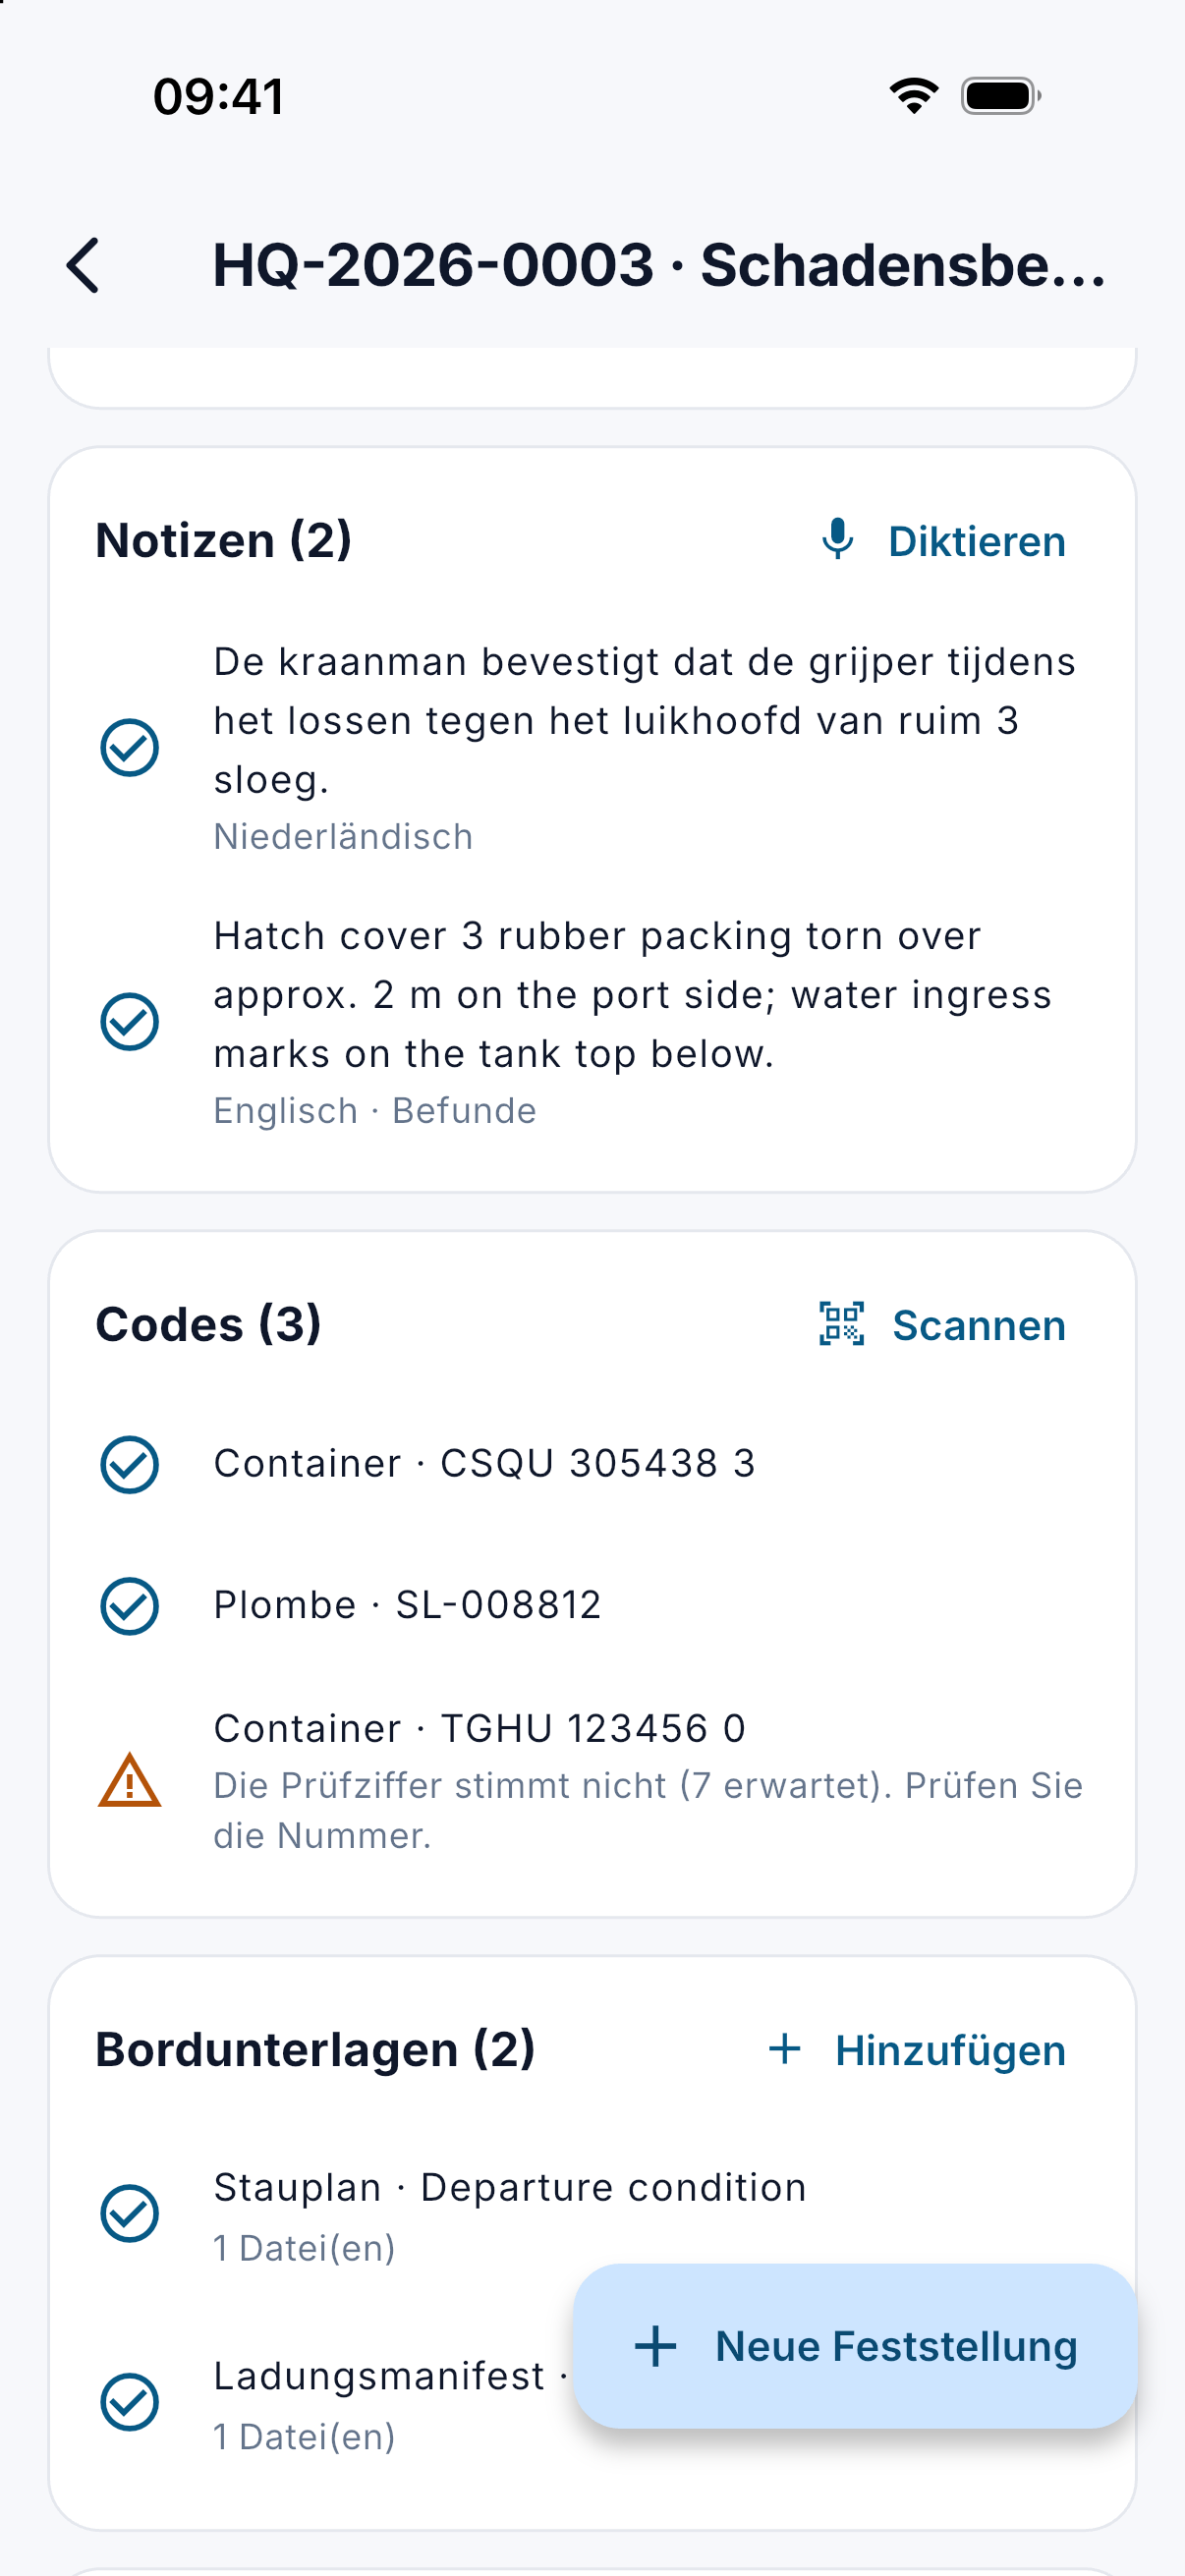 09:41
HQ-2026-0003 · Schadensbe...
Notizen (2)
Diktieren
De kraanman bevestigt dat de grijper tijdens
het lossen tegen het luikhoofd van ruim 3
sloeg.
Niederländisch
Hatch cover 3 rubber packing torn over
approx. 2 m on the port side; water ingress
marks on the tank top below.
Englisch · Befunde
Codes (3)
Scannen
Container · CSQU 305438 3
Plombe · SL-008812
Container · TGHU 123456 0
Die Prüfziffer stimmt nicht (7 erwartet). Prüfen Sie
die Nummer.
Bordunterlagen (2)
Hinzufügen
Stauplan · Departure condition
1 Datei(en)
Neue Feststellung
Ladungsmanifest ·
1 Datei(en)